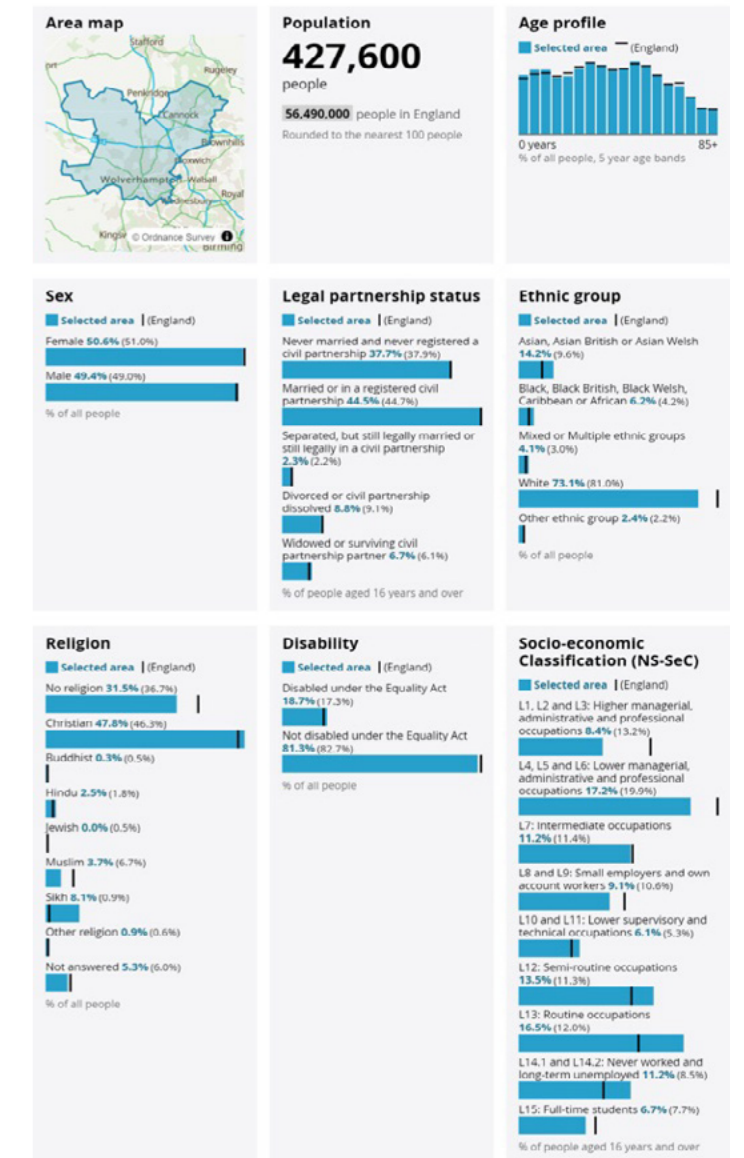 Area map
Stafford
Rugeley
Penkridge
Cannock
Brownhills
Bloxwich
Wolverhampton
Walsall
Wednesbury
Royal
© Ordnance Survey
Population
427,600
people
56,490,000 people in England
Rounded to the nearest 100 people
Age profile
Selected area — (England)
0 years 85+
% of all people, 5 year age bands
Sex
Selected area | (England)
Female 50.6% (51.0%)
Male 49.4% (49.0%)
% of all people
Legal partnership status
Selected area | (England)
Never married and never registered a
civil partnership 37.7% (37.9%)
Married or in a registered civil
partnership 44.5% (44.7%)
Separated, but still legally married or
still legally in a civil partnership
2.3% (2.2%)
Divorced or civil partnership
dissolved 8.8% (9.1%)
Widowed or surviving civil
partnership partner 6.7% (6.1%)
% of people aged 16 years and over
Ethnic group
Selected area | (England)
Asian, Asian British or Asian Welsh
14.2% (9.6%)
Black, Black British, Black Welsh,
Caribbean or African 6.2% (4.2%)
Mixed or Multiple ethnic groups
4.1% (3.0%)
White 73.1% (81.0%)
Other ethnic group 2.4% (2.2%)
% of all people
Religion
Selected area | (England)
No religion 31.5% (36.7%)
Christian 47.8% (46.3%)
Buddhist 0.3% (0.5%)
Hindu 2.5% (1.8%)
Jewish 0.0% (0.5%)
Muslim 3.7% (6.7%)
Sikh 8.1% (0.9%)
Other religion 0.9% (0.6%)
Not answered 5.3% (6.0%)
% of all people
Disability
Selected area | (England)
Disabled under the Equality Act
18.7% (17.3%)
Not disabled under the Equality Act
81.3% (82.7%)
% of all people
Socio-economic
Classification (NS-SeC)
Selected area | (England)
L1, L2 and L3: Higher managerial,
administrative and professional
occupations 8.4% (13.2%)
L4, L5 and L6: Lower managerial,
administrative and professional
occupations 17.2% (19.9%)
L7: Intermediate occupations
11.2% (11.4%)
L8 and L9: Small employers and own
account workers 9.1% (10.6%)
L10 and L11: Lower supervisory and
technical occupations 6.1% (5.3%)
L12: Semi-routine occupations
13.5% (11.3%)
L13: Routine occupations
16.5% (12.0%)
L14.1 and L14.2: Never worked and
long-term unemployed 11.2% (8.5%)
L15: Full-time students 6.7% (7.7%)
% of people aged 16 years and over